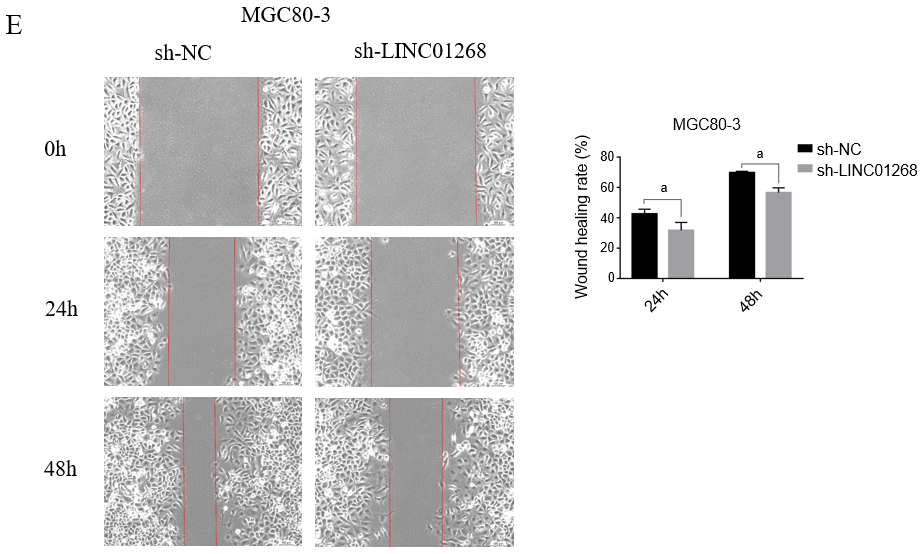 E
MGC80-3
sh-NC
sh-LINC01268
0h
24h
48h
MGC80-3
Wound healing rate (%)
80
60
40
20
0
a
a
24h
48h
sh-NC
sh-LINC01268